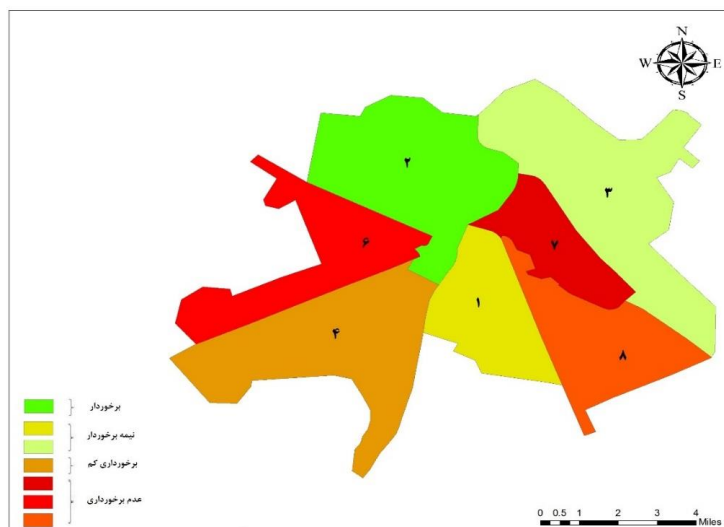 N
W E
S
۲
۳
۶
۷
۱
۴
۸
برخوردار
نیمه برخوردار
برخورداری کم
عدم برخورداری
0 0.5 1 2 3 4
Miles